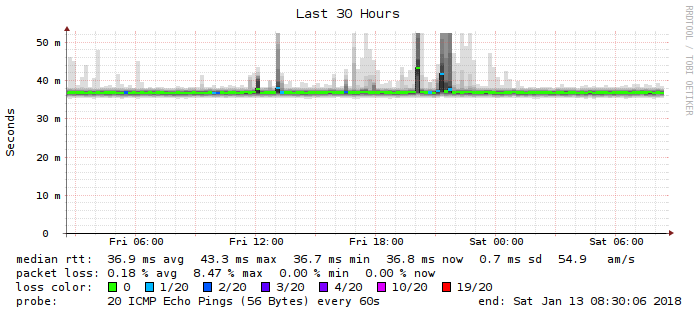 Last 30 Hours
RRDTOOL / TOBI OETIKER
Seconds
50 m
40 m
30 m
20 m
10 m
0
Fri 06:00 Fri 12:00 Fri 18:00 Sat 00:00 Sat 06:00
median rtt: 36.9 ms avg 43.3 ms max 36.7 ms min 36.8 ms now 0.7 ms sd 54.9 am/s
packet loss: 0.18 % avg 8.47 % max 0.00 % min 0.00 % now
loss color: 0 1/20 2/20 3/20 4/20 10/20 19/20
probe: 20 ICMP Echo Pings (56 Bytes) every 60s end: Sat Jan 13 08:30:06 2018